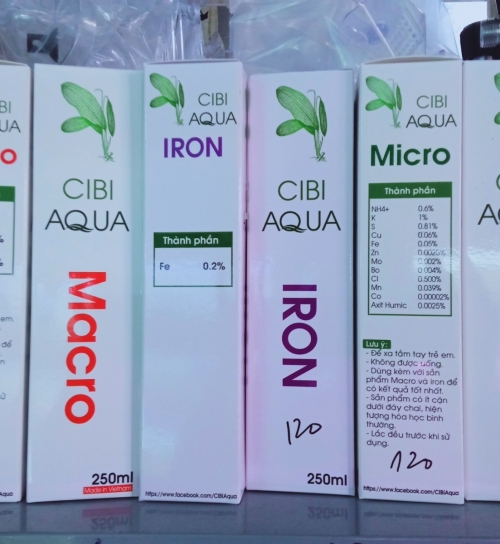 CIBI
AQUA
Macro
250ml
Made in Vietnam
CIBI
AQUA
IRON
Thành phần
Fe 0.2%
https://www.facebook.com/CIBIAqua
CIBI
AQUA
IRON
120
250ml
CIBI
AQUA
Micro
Thành phần
NH4+ 0.6%
K 1%
S 0.81%
Cu 0.06%
Fe 0.05%
Zn
Mo 0.002%
Bo 0.004%
Cl 0.500%
Mn 0.039%
Co 0.00002%
Axit Humic 0.0025%
Lưu ý:
- Để xa tầm tay trẻ em.
- Không được uống.
- Dùng kèm với sản
phẩm Macro và iron để
có kết quả tốt nhất.
- Sản phẩm có ít cặn
dưới đáy chai, hiện
tượng hóa học bình
thường.
- Lắc đều trước khi sử
dụng.
120
https://www.facebook.com/CIBIAqua